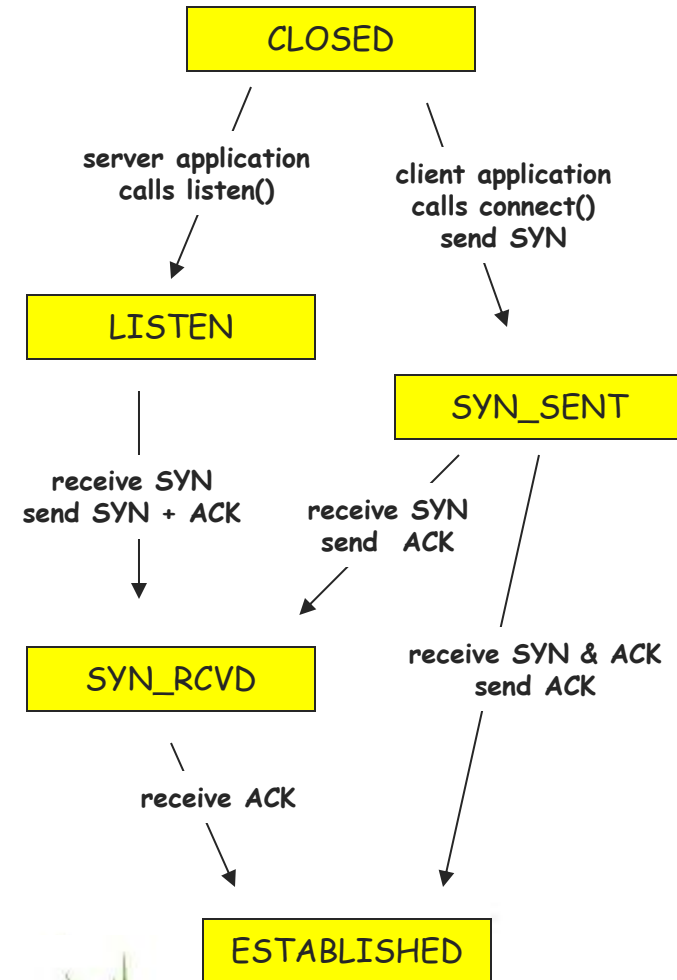 CLOSED
server application
calls listen()
client application
calls connect()
send SYN
LISTEN
SYN_SENT
receive SYN
send SYN + ACK
receive SYN
send ACK
receive SYN & ACK
send ACK
SYN_RCVD
receive ACK
ESTABLISHED